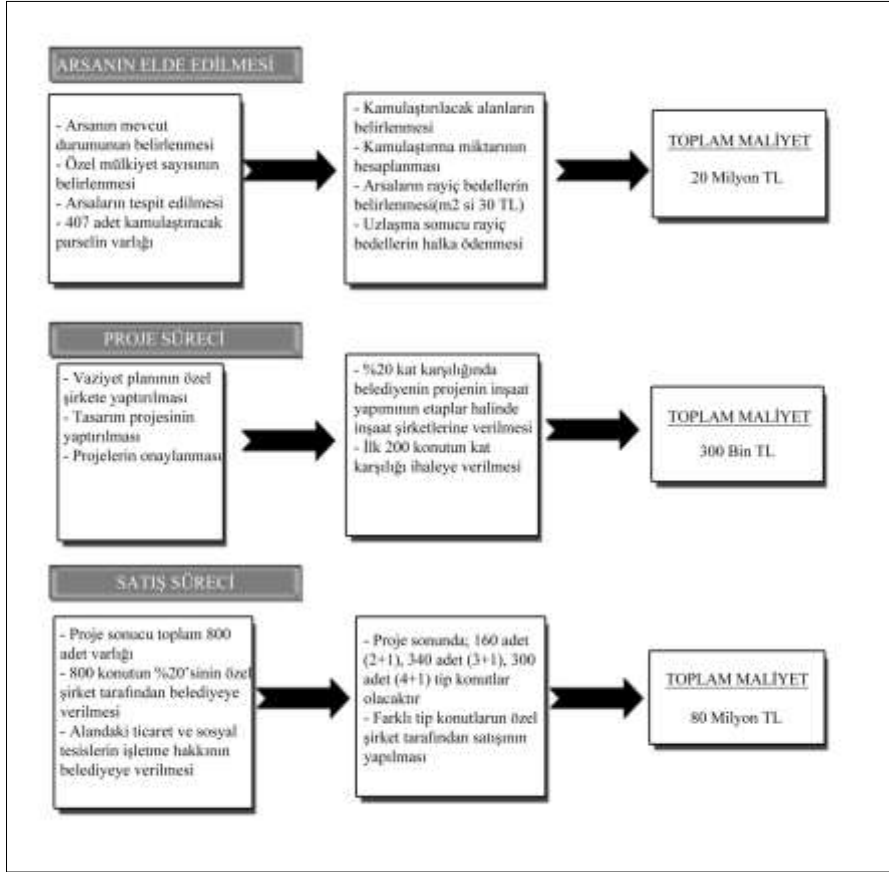 ARSANIN ELDE EDİLMESİ
- Arsanın mevcut
durumunun belirlenmesi
- Özel mülkiyet sayısının
belirlenmesi
- Arsaların tespit edilmesi
- 407 adet kamulaştıracak
parselin varlığı
- Kamulaştırılacak alanların
belirlenmesi
- Kamulaştırma miktarının
hesaplanması
- Arsaların rayiç bedellerin
belirlenmesi(m2 si 30 TL)
- Uzlaşma sonucu rayiç
bedellerin halka ödenmesi
TOPLAM MALİYET
20 Milyon TL
PROJE SÜRECİ
- Vaziyet planının özel
şirkete yaptırılması
- Tasarım projesinin
yaptırılması
- Projelerin onaylanması
- %20 kat karşılığında
belediyenin projenin inşaat
yapımının etaplar halinde
inşaat şirketlerine verilmesi
- İlk 200 konutun kat
karşılığı ihaleye verilmesi
TOPLAM MALİYET
300 Bin TL
SATIŞ SÜRECİ
- Proje sonucu toplam 800
adet varlığı
- 800 konutun %20'sinin özel
şirket tarafından belediyeye
verilmesi
- Alandaki ticaret ve sosyal
tesislerin işletme hakkının
belediyeye verilmesi
- Proje sonunda; 160 adet
(2+1), 340 adet (3+1), 300
adet (4+1) tip konutlar
olacaktır
- Farklı tip konutlarun özel
şirket tarafından satışının
yapılması
TOPLAM MALİYET
80 Milyon TL